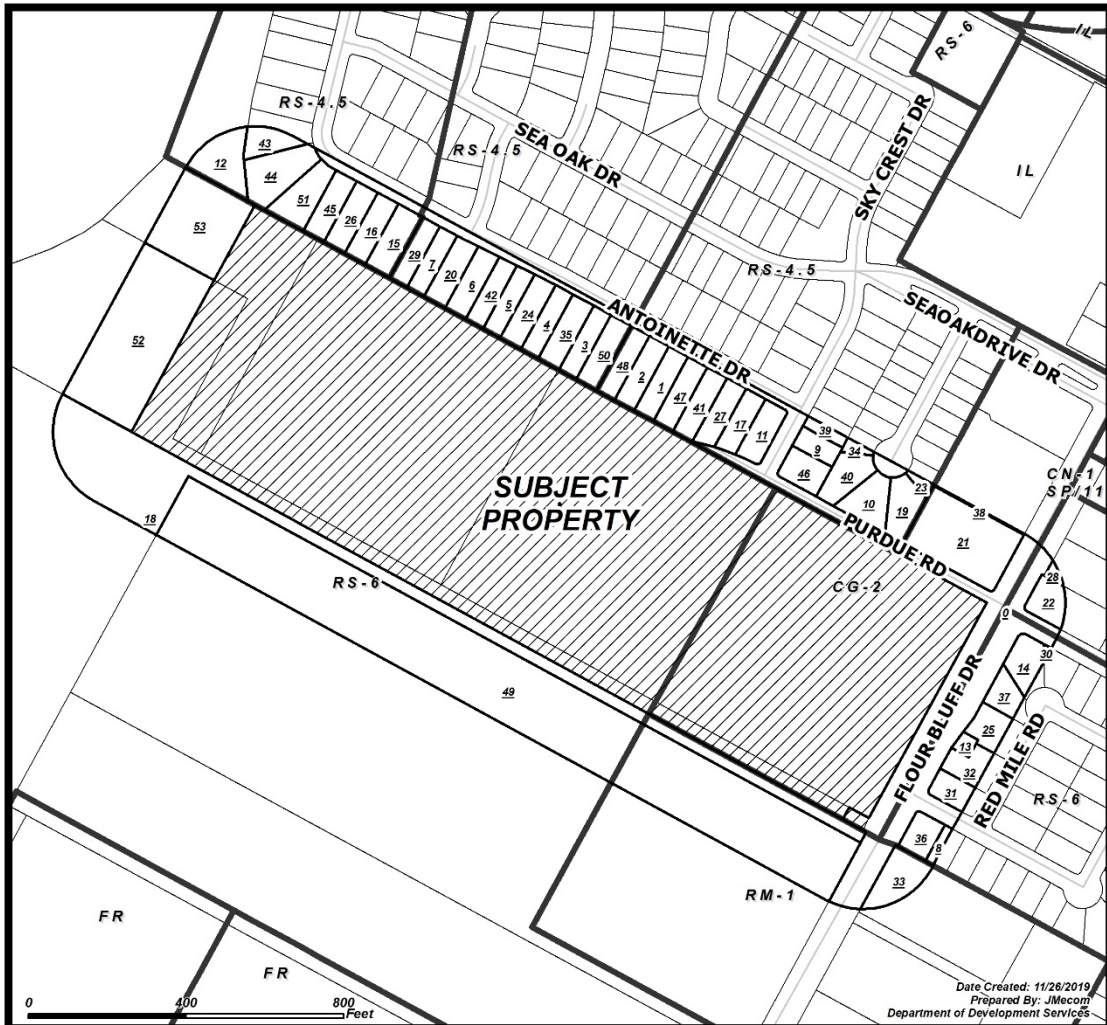 RS-6
IL
RS-4.5
SEA OAK DR
SKY CREST DR
IL
RS-4.5
43
12
44
51
45
26
16
15
53
RS-4.5
29
7
20
6
42
5
24
4
35
3
50
48
2
1
47
41
27
17
11
ANTOINETTE DR
SEAOAKDRIVE DR
52
39
9
34
46
40
10
19
23
38
21
CN-1
SP/11
SUBJECT
PROPERTY
PURDUE RD
28
22
0
18
RS-6
CG-2
FLOUR BLUFF DR
30
14
37
25
13
32
31
RED MILE RD
RS-6
49
36
8
33
RM-1
FR
FR
0 400 800
Feet
Date Created: 11/26/2019
Prepared By: JMecom
Department of Development Services